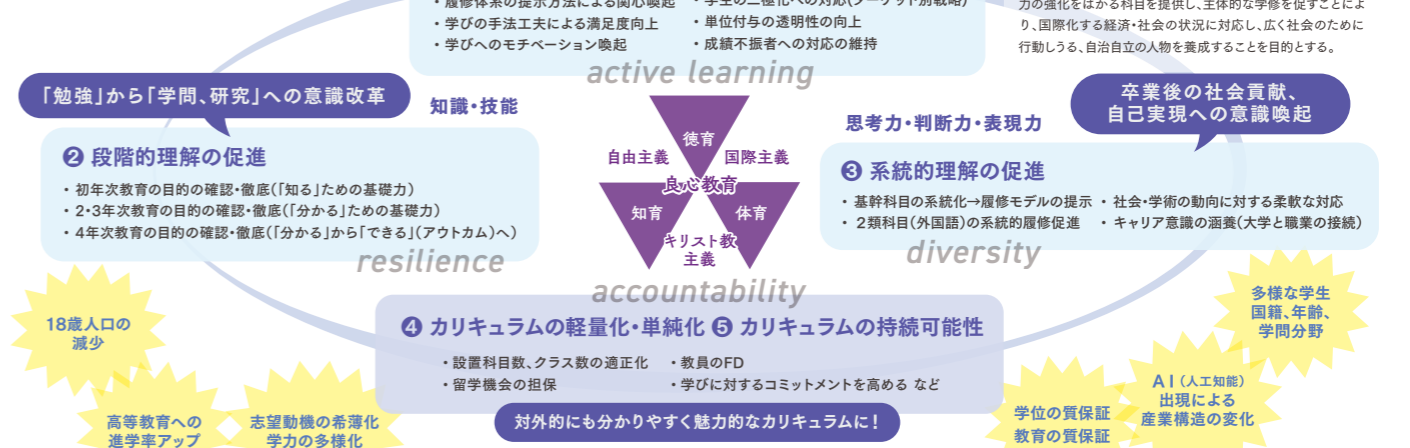 ・履修体系の提示方法による関心喚起
・学生の二極化への対応(ターゲット別戦略)
・学びの手法工夫による満足度向上
・単位付与の透明性の向上
・学びへのモチベーション喚起
・成績不振者への対応の維持
力の強化をはかる科目を提供し、主体的な学修を促すことによ
り、国際化する経済・社会の状況に対応し、広く社会のために
行動しうる、自治自立の人物を養成することを目的とする。
active learning
「勉強」から「学問、研究」への意識改革
知識・技能
❷ 段階的理解の促進
・初年次教育の目的の確認・徹底(「知る」ための基礎力)
・2・3年次教育の目的の確認・徹底(「分かる」ための基礎力)
・4年次教育の目的の確認・徹底(「分かる」から「できる」(アウトカム)へ)
resilience
徳育
自由主義
国際主義
良心教育
知育
体育
キリスト教
主義
卒業後の社会貢献、
自己実現への意識喚起
思考力・判断力・表現力
❸ 系統的理解の促進
・基幹科目の系統化→履修モデルの提示
・社会・学術の動向に対する柔軟な対応
・2類科目(外国語)の系統的履修促進
・キャリア意識の涵養(大学と職業の接続)
diversity
accountability
❹ カリキュラムの軽量化・単純化 ❺ カリキュラムの持続可能性
・設置科目数、クラス数の適正化
・教員のFD
・留学機会の担保
・学びに対するコミットメントを高める など
対外的にも分かりやすく魅力的なカリキュラムに!
18歳人口の
減少
高等教育への
進学率アップ
志望動機の希薄化
学力の多様化
学位の質保証
教育の質保証
AI(人工知能)
出現による
産業構造の変化
多様な学生
国籍、年齢、
学問分野